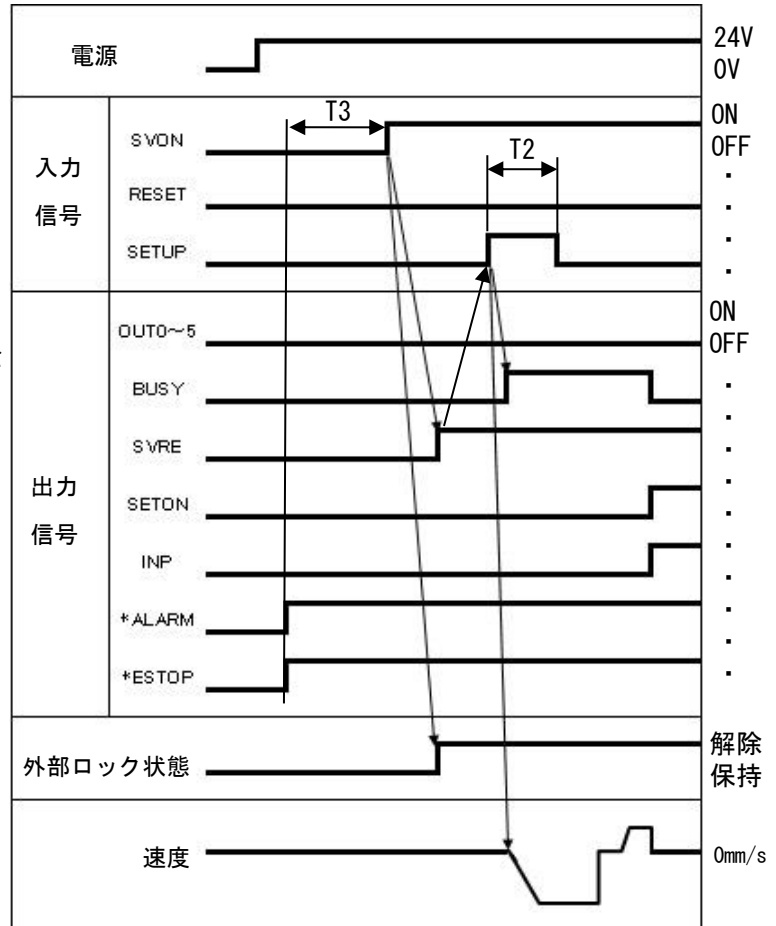 電源
24V
0V
入力
信号
SVON
T3
ON
OFF
RESET
T2
・
・
SETUP
・
・
出力
信号
OUT0～5
ON
OFF
BUSY
・
・
SVRE
・
・
SETON
・
・
INP
・
・
*ALARM
・
・
*ESTOP
・
外部ロック状態
解除
保持
速度
0mm/s